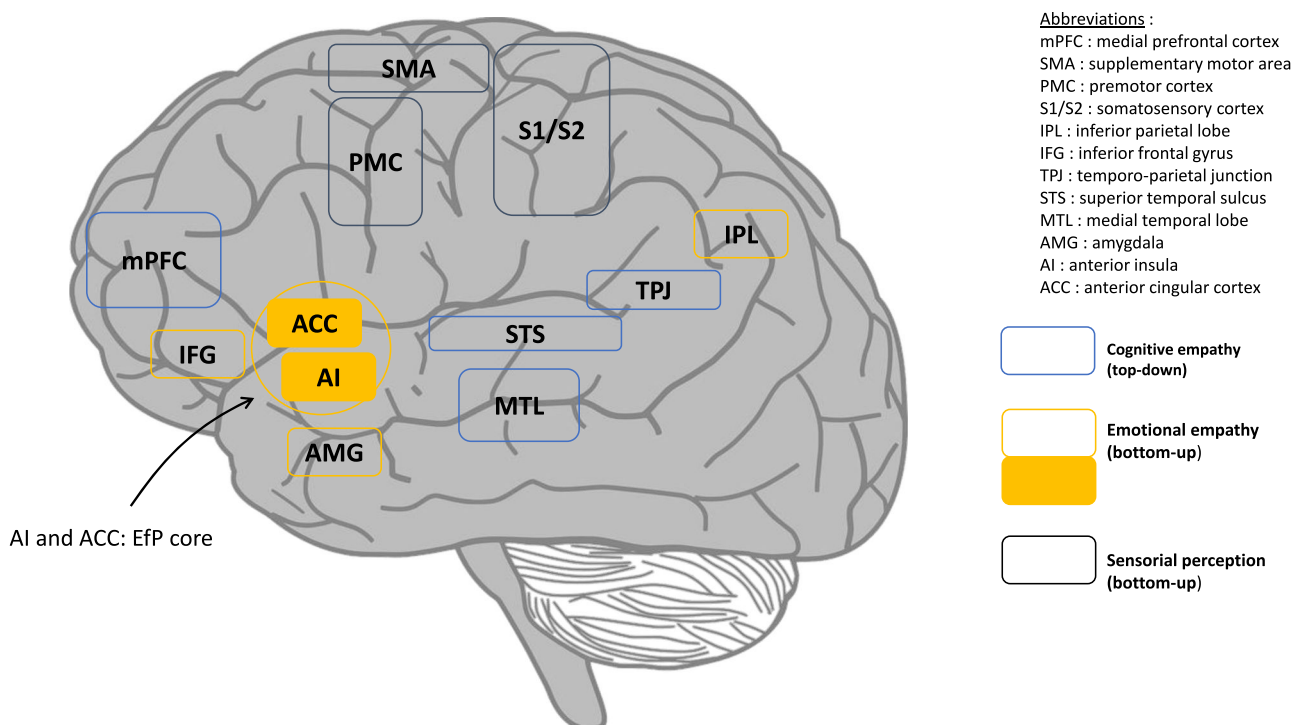 SMA
S1/S2
PMC
IPL
mPFC
TPJ
ACC
STS
IFG
AI
MTL
AMG
AI and ACC: EfP core
Abbreviations :
mPFC : medial prefrontal cortex
SMA : supplementary motor area
PMC : premotor cortex
S1/S2 : somatosensory cortex
IPL : inferior parietal lobe
IFG : inferior frontal gyrus
TPJ : temporo-parietal junction
STS : superior temporal sulcus
MTL : medial temporal lobe
AMG : amygdala
AI : anterior insula
ACC : anterior cingular cortex
Cognitive empathy
(top-down)
Emotional empathy
(bottom-up)
Sensorial perception
(bottom-up)